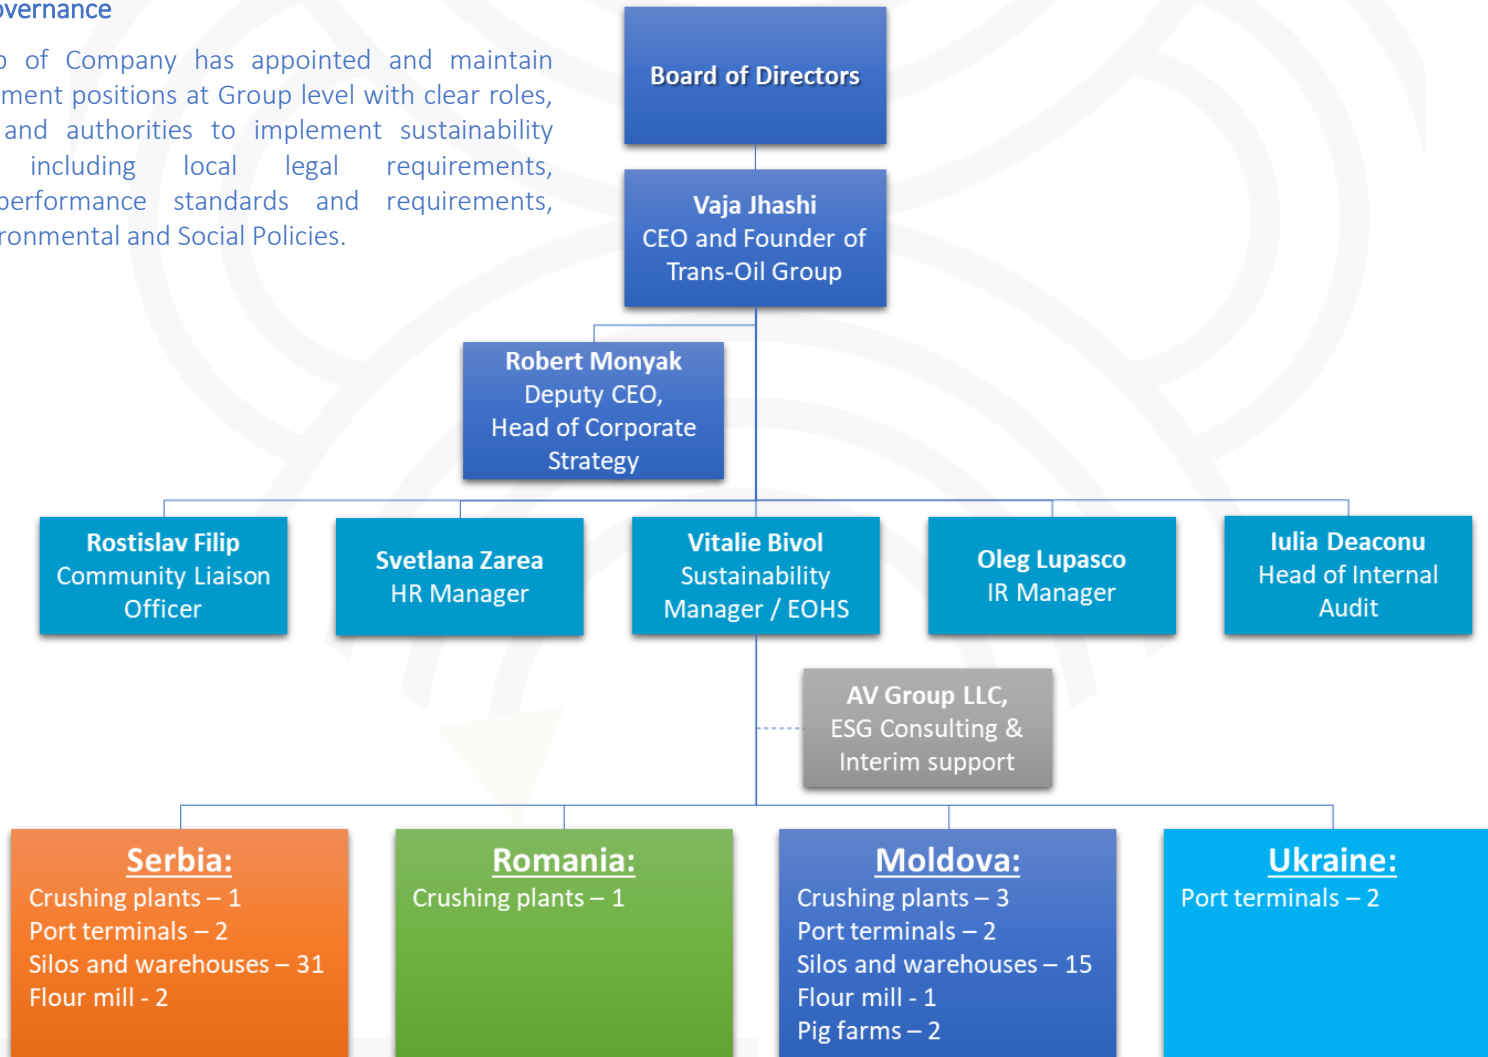 overnance
of Company has appointed and maintain
ment positions at Group level with clear roles,
and authorities to implement sustainability
including local legal requirements,
performance standards and requirements,
ronmental and Social Policies.
Board of Directors
Vaja Jhashi
CEO and Founder of
Trans-Oil Group
Robert Monyak
Deputy CEO,
Head of Corporate
Strategy
Rostislav Filip
Community Liaison
Officer
Svetlana Zarea
HR Manager
Vitalie Bivol
Sustainability
Manager / EOHS
Oleg Lupasco
IR Manager
Iulia Deaconu
Head of Internal
Audit
AV Group LLC,
ESG Consulting &
Interim support
Serbia:
Crushing plants – 1
Port terminals – 2
Silos and warehouses – 31
Flour mill - 2
Romania:
Crushing plants – 1
Moldova:
Crushing plants – 3
Port terminals – 2
Silos and warehouses – 15
Flour mill - 1
Pig farms – 2
Ukraine:
Port terminals – 2